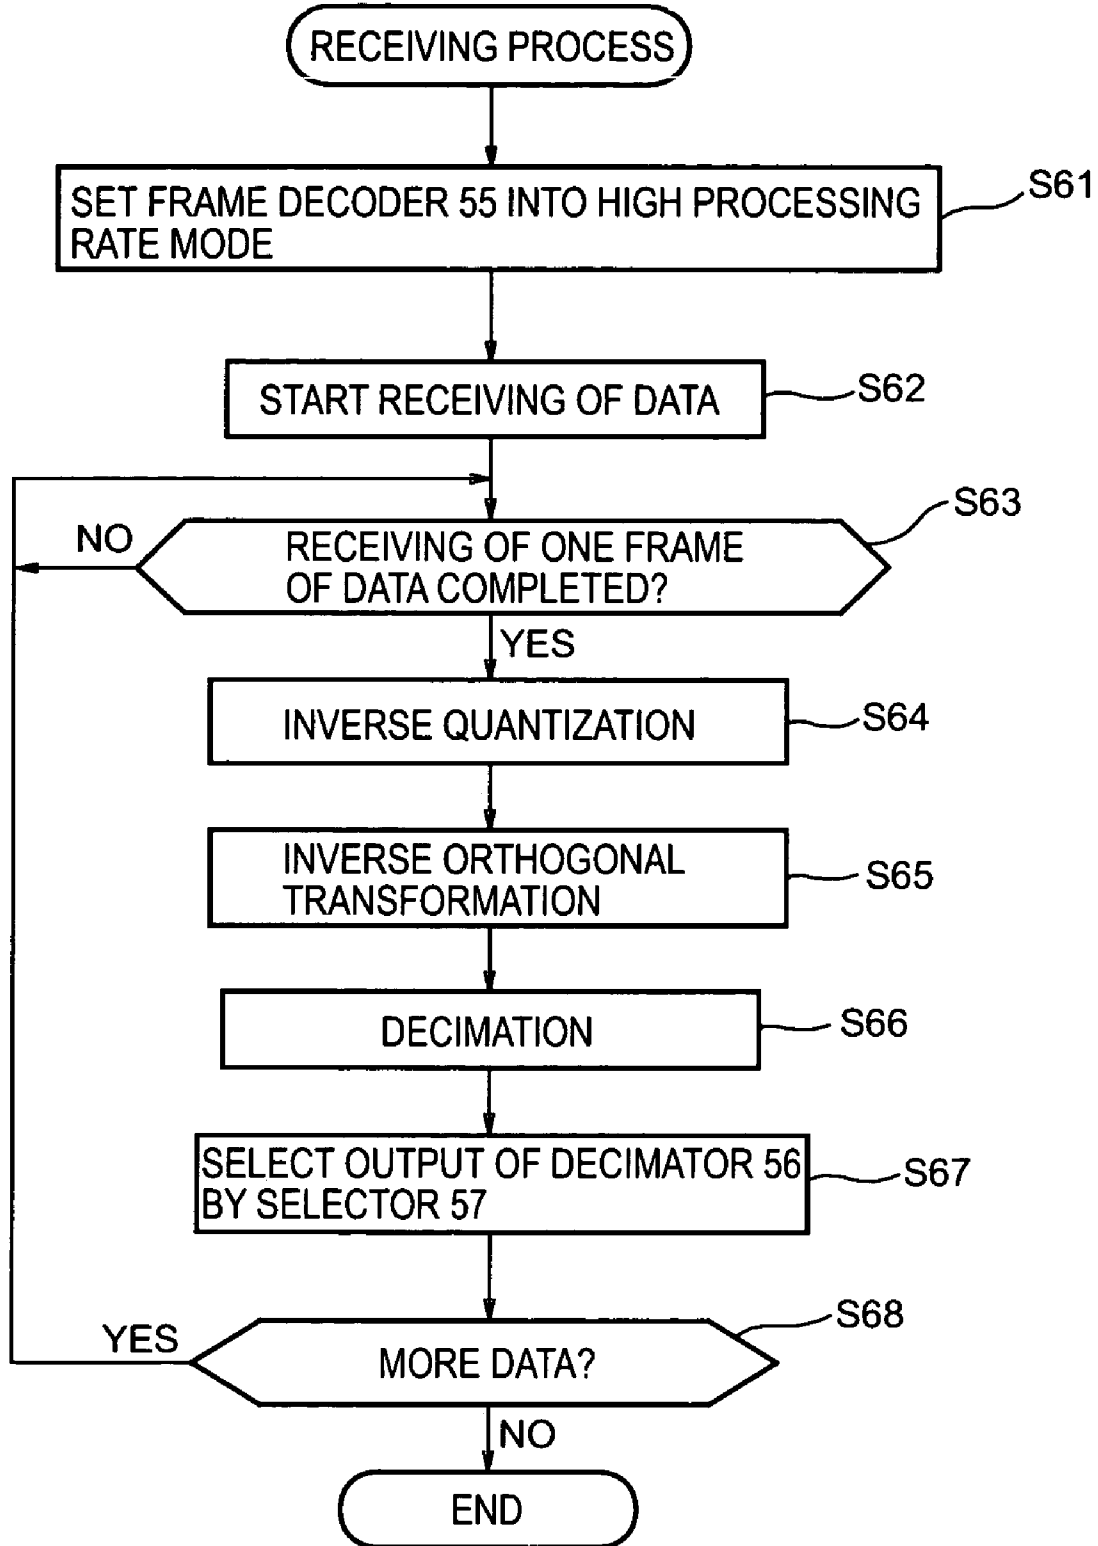 RECEIVING PROCESS
SET FRAME DECODER 55 INTO HIGH PROCESSING
RATE MODE
S61
START RECEIVING OF DATA
S62
NO
RECEIVING OF ONE FRAME
OF DATA COMPLETED?
S63
YES
INVERSE QUANTIZATION
S64
INVERSE ORTHOGONAL
TRANSFORMATION
S65
DECIMATION
S66
SELECT OUTPUT OF DECIMATOR 56
BY SELECTOR 57
S67
YES
MORE DATA?
S68
NO
END